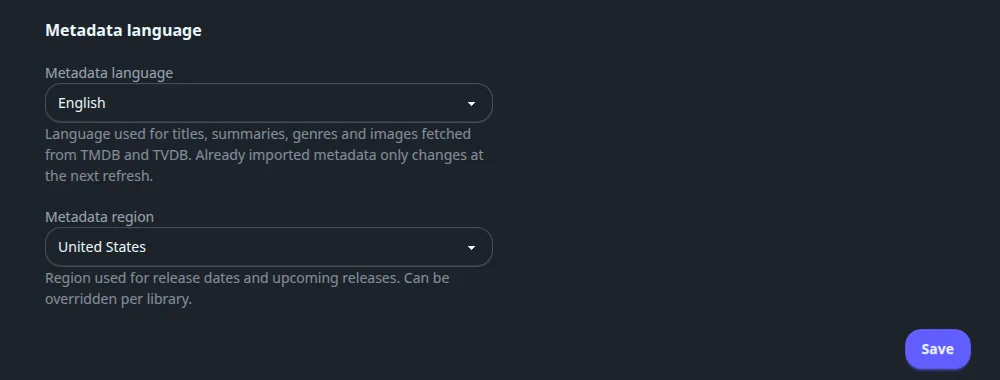 Metadata language
Metadata language
English
Language used for titles, summaries, genres and images fetched
from TMDB and TVDB. Already imported metadata only changes at
the next refresh.
Metadata region
United States
Region used for release dates and upcoming releases. Can be
overridden per library.
Save